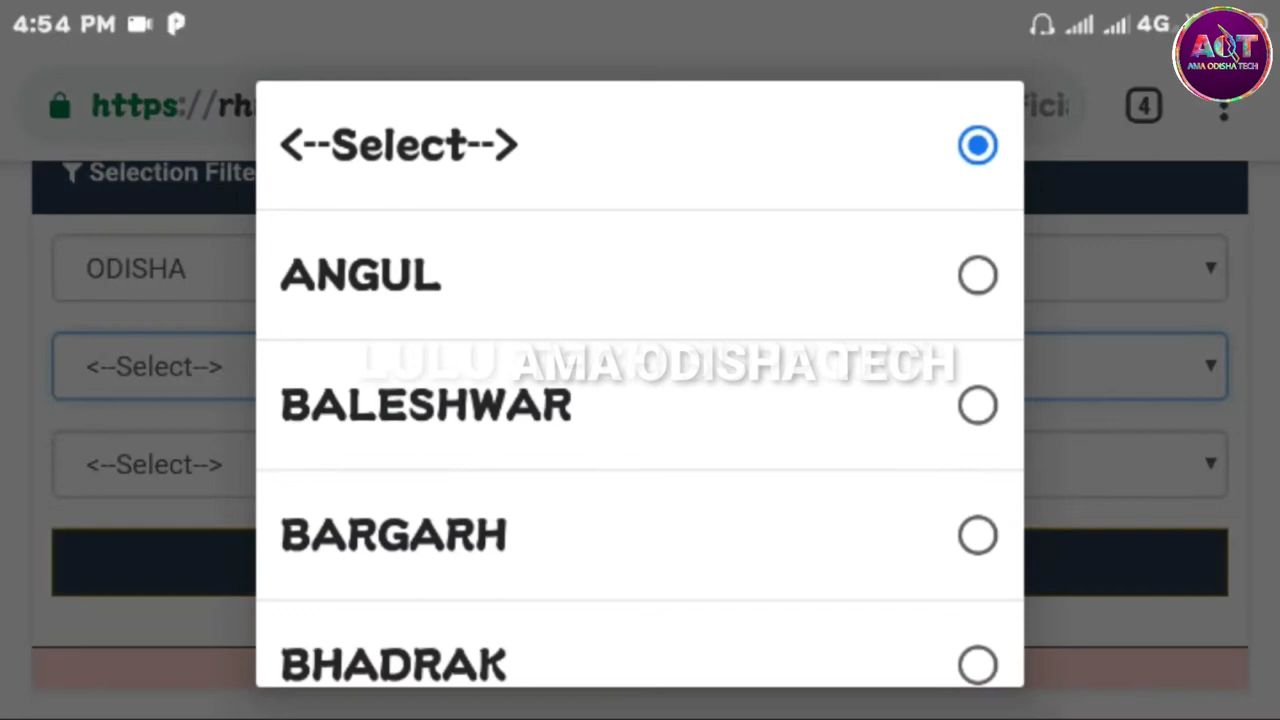 4:54 PM
4G
AOT
AMA ODISHA TECH
https://rh
4
Selection Filte
<--Select-->
ODISHA
ANGUL
<--Select-->
LULU AMA ODISHA TECH
BALESHWAR
<--Select-->
BARGARH
BHADRAK